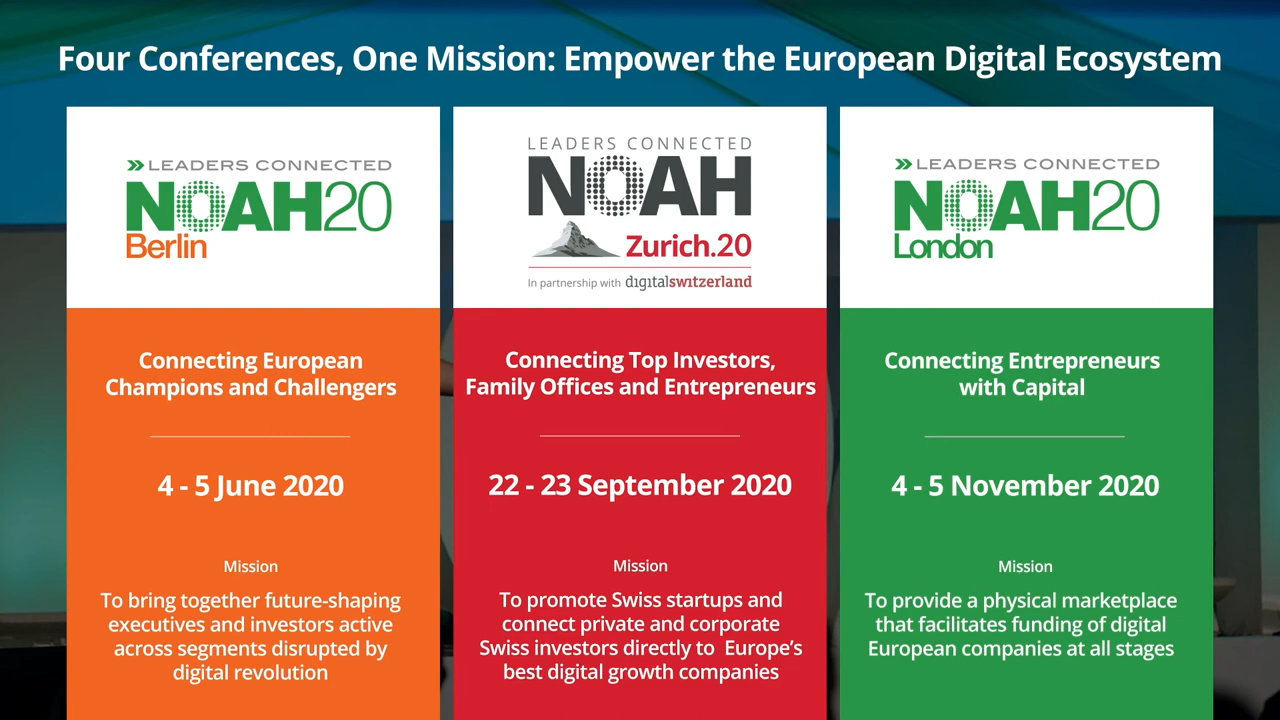 Four Conferences, One Mission: Empower the European Digital Ecosystem
LEADERS CONNECTED
NOAH20
Berlin
Connecting European
Champions and Challengers
4 - 5 June 2020
Mission
To bring together future-shaping
executives and investors active
across segments disrupted by
digital revolution
LEADERS CONNECTED
NOAH
Zurich.20
In partnership with digitalswitzerland
Connecting Top Investors,
Family Offices and Entrepreneurs
22 - 23 September 2020
Mission
To promote Swiss startups and
connect private and corporate
Swiss investors directly to Europe's
best digital growth companies
LEADERS CONNECTED
NOAH20
London
Connecting Entrepreneurs
with Capital
4 - 5 November 2020
Mission
To provide a physical marketplace
that facilitates funding of digital
European companies at all stages